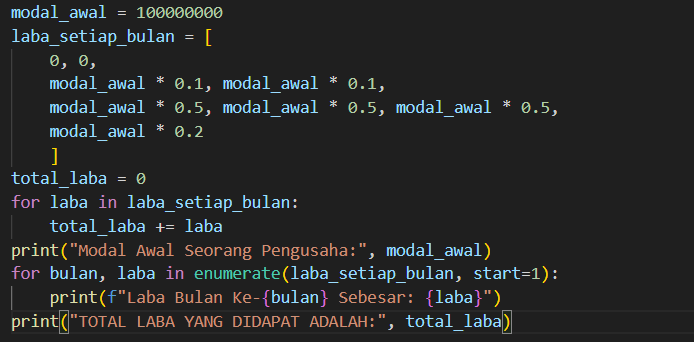 modal_awal = 100000000
laba_setiap_bulan = [
    0, 0,
    modal_awal * 0.1, modal_awal * 0.1,
    modal_awal * 0.5, modal_awal * 0.5, modal_awal * 0.5,
    modal_awal * 0.2
    ]
total_laba = 0
for laba in laba_setiap_bulan:
    total_laba += laba
print("Modal Awal Seorang Pengusaha:", modal_awal)
for bulan, laba in enumerate(laba_setiap_bulan, start=1):
    print(f"Laba Bulan Ke-{bulan} Sebesar: {laba}")
print("TOTAL LABA YANG DIDAPAT ADALAH:", total_laba)